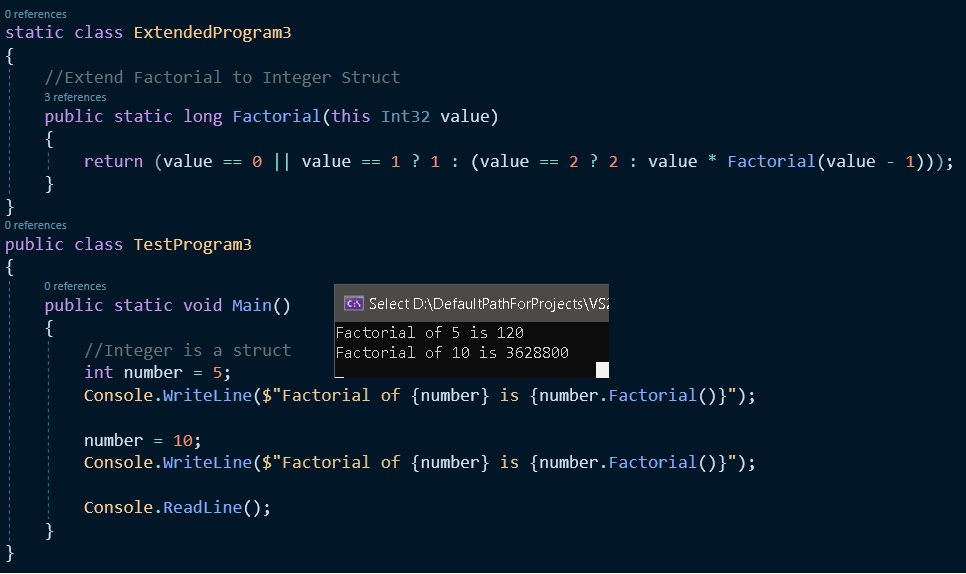 0 references
static class ExtendedProgram3
{
//Extend Factorial to Integer Struct
3 references
public static long Factorial(this Int32 value)
{
return (value == 0 || value == 1 ? 1 : (value == 2 ? 2 : value * Factorial(value - 1)));
}
}
0 references
public class TestProgram3
{
0 references
public static void Main()
{
//Integer is a struct
int number = 5;
Console.WriteLine($"Factorial of {number} is {number.Factorial()}");
number = 10;
Console.WriteLine($"Factorial of {number} is {number.Factorial()}");
Console.ReadLine();
}
}
C:\
Select D:\DefaultPathForProjects\VS2
Factorial of 5 is 120
Factorial of 10 is 3628800